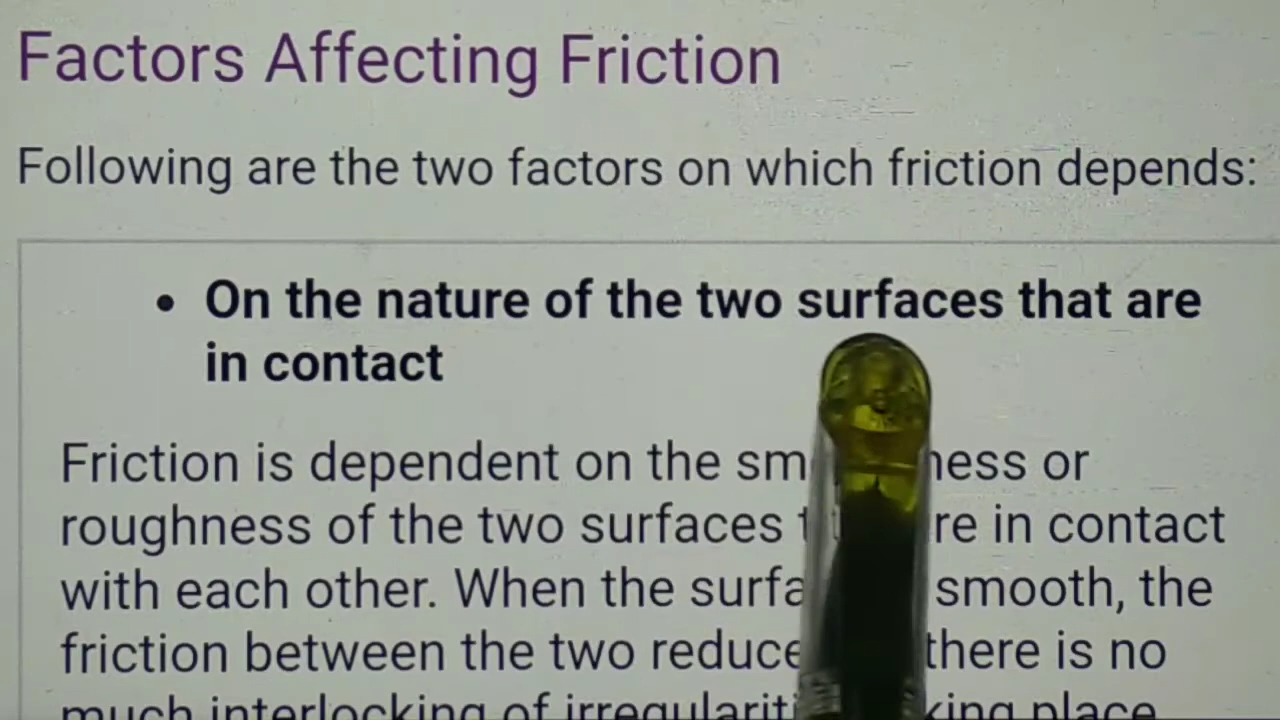 Factors Affecting Friction
Following are the two factors on which friction depends:
• On the nature of the two surfaces that are
in contact
Friction is dependent on the or
roughness of the two surfaces in contact
with each other. When the smooth, the
friction between the two there is no
much interlocking of place